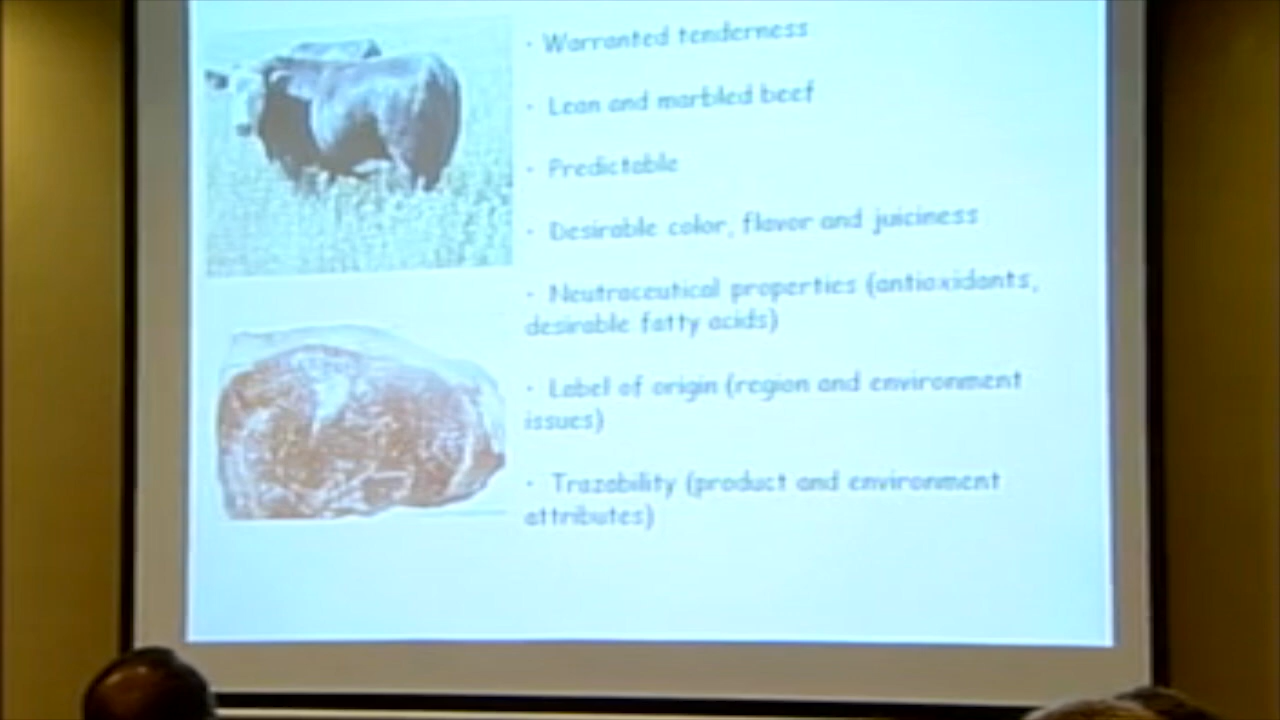 · Warranted tenderness
· Lean and marbled beef
· Predictable
· Desirable color, flavor and juiciness
· Neutraceutical properties (antioxidants,
desirable fatty acids)
· Label of origin (region and environment
issues)
· Trazability (product and environment
attributes)